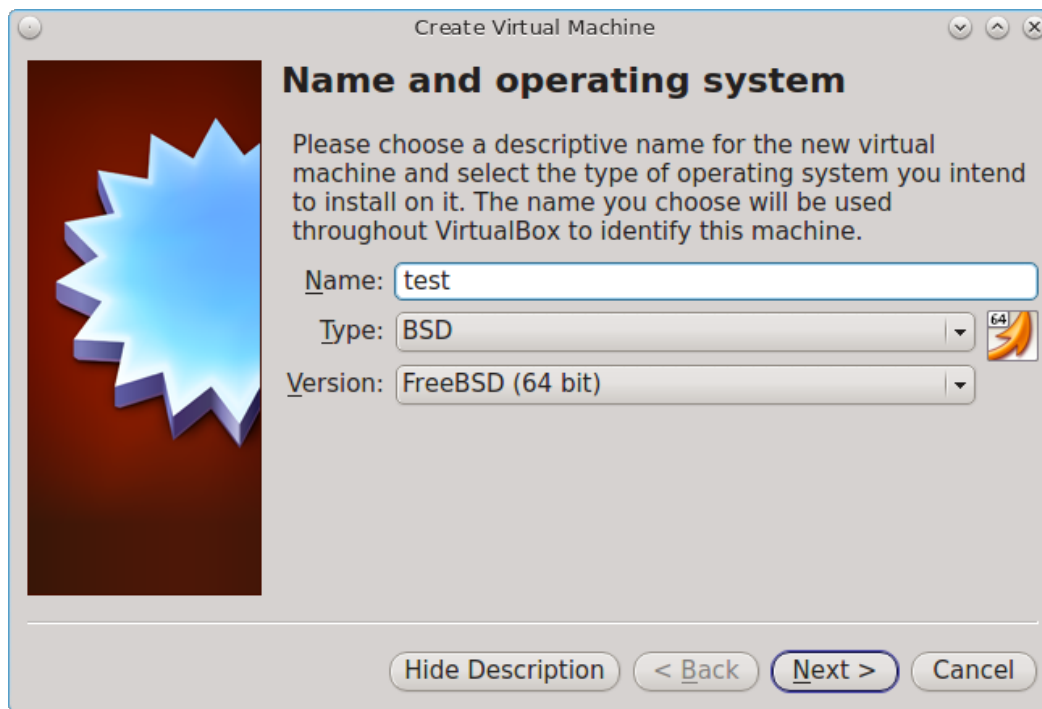 Create Virtual Machine
Name and operating system
Please choose a descriptive name for the new virtual
machine and select the type of operating system you intend
to install on it. The name you choose will be used
throughout VirtualBox to identify this machine.
Name: test
Type: BSD 64
Version: FreeBSD (64 bit)
Hide Description < Back Next > Cancel